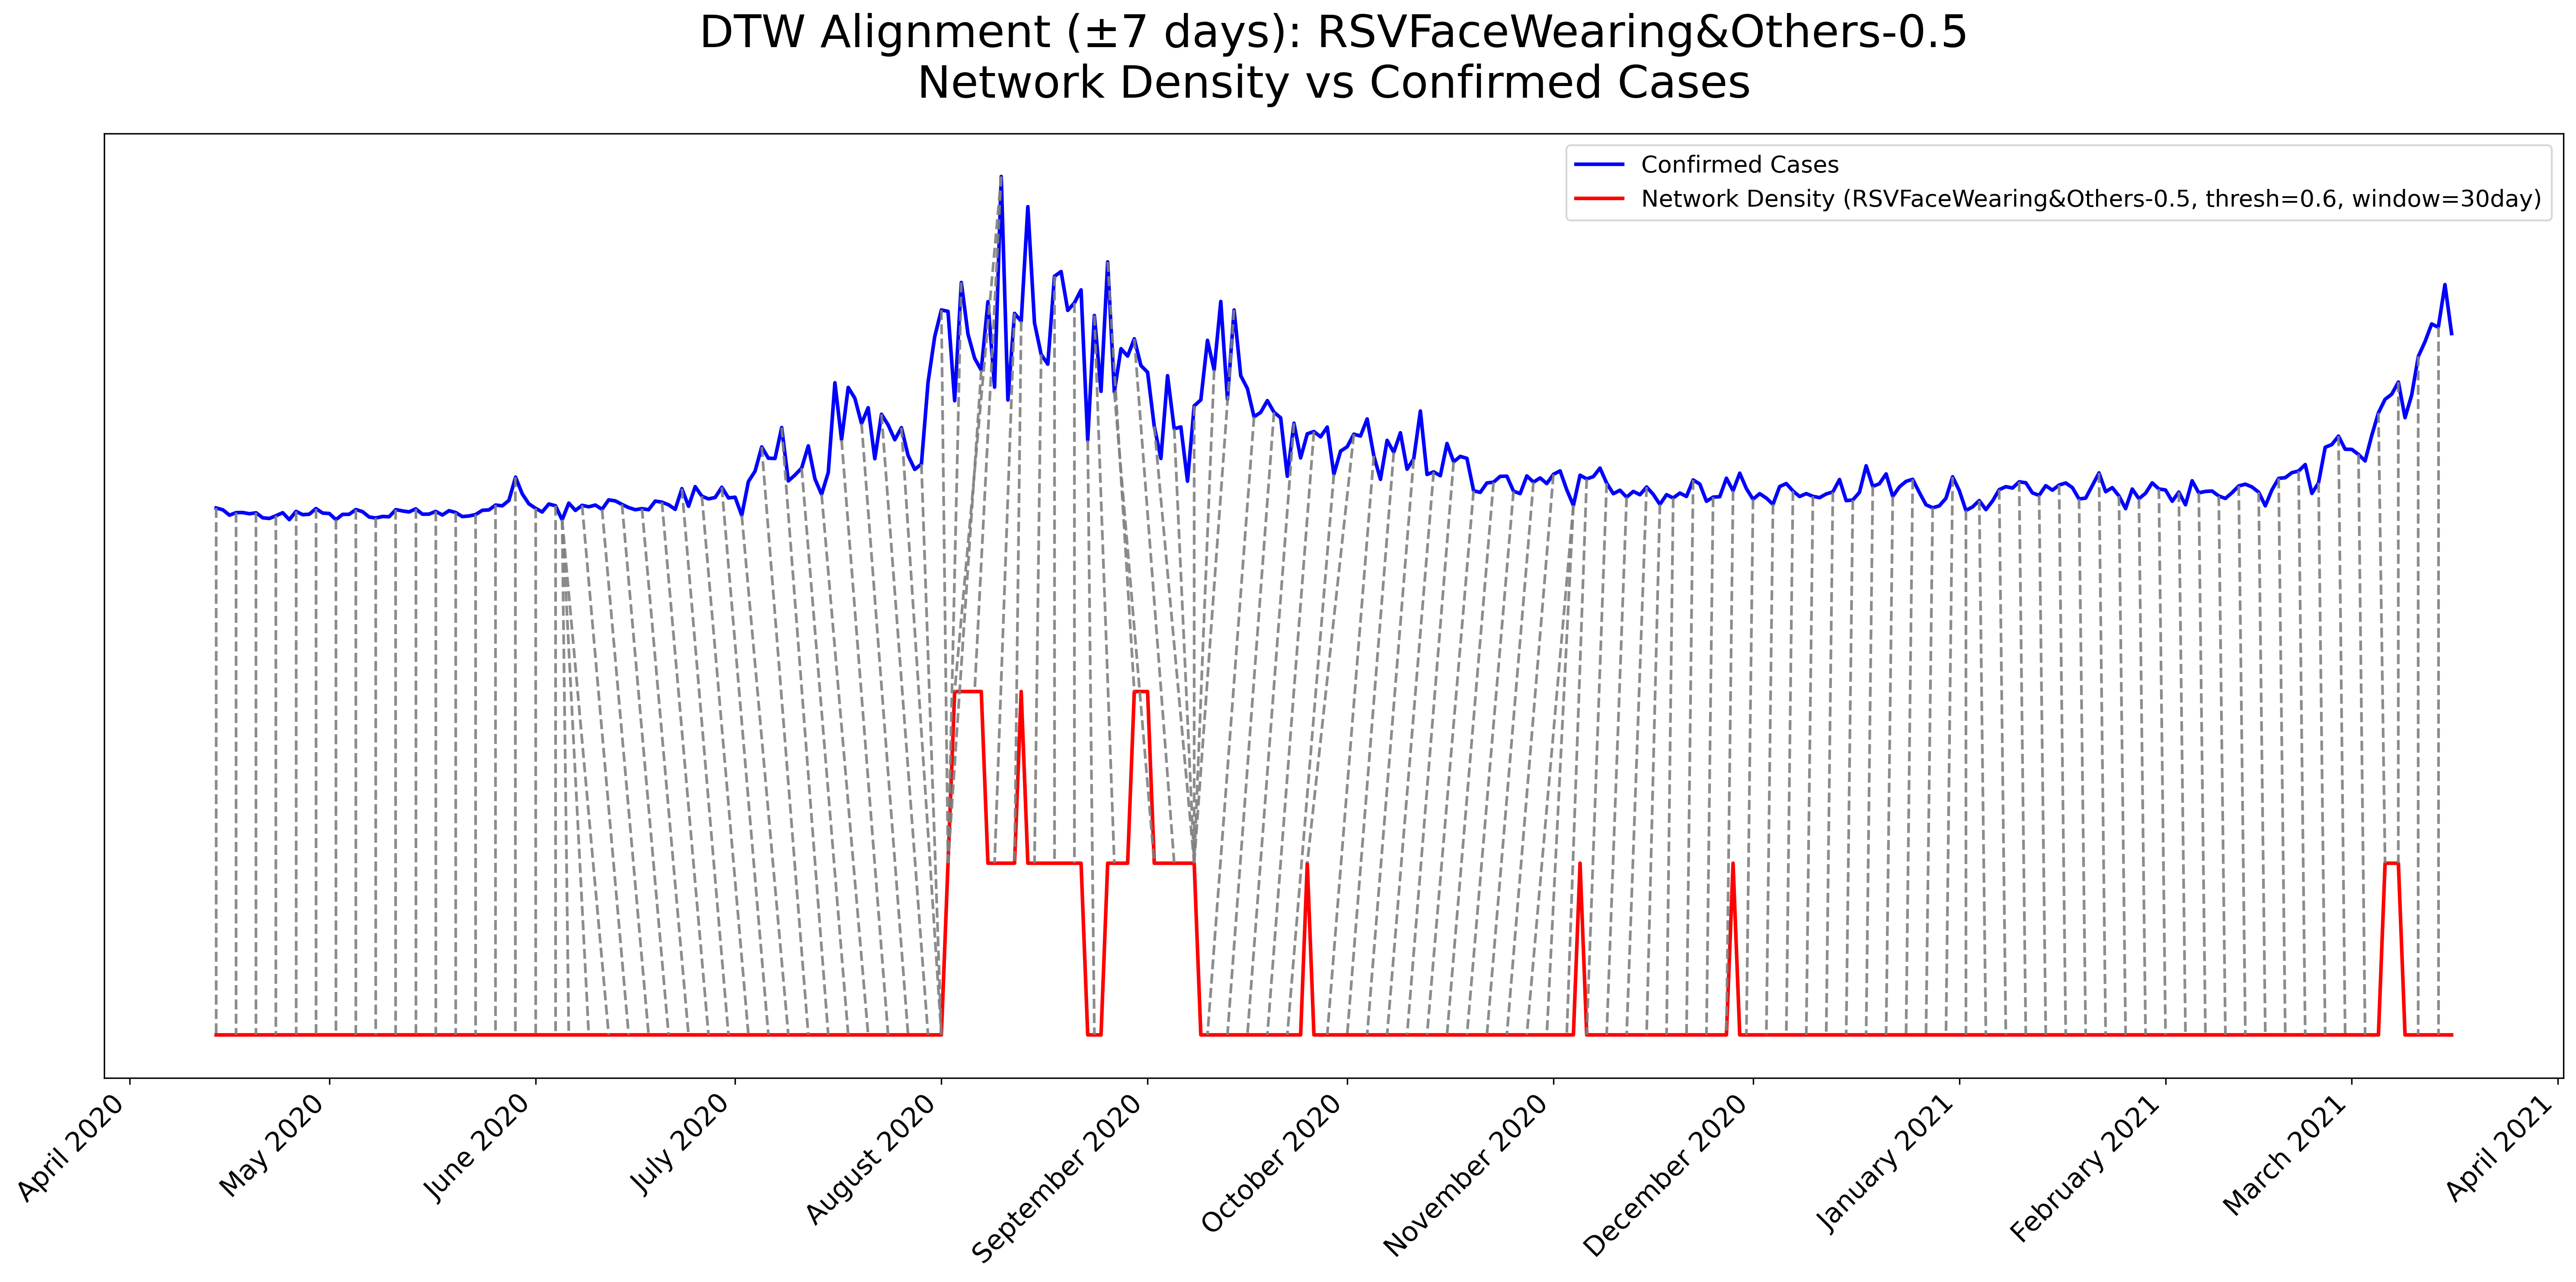 DTW Alignment (±7 days): RSVFaceWearing&Others-0.5
Network Density vs Confirmed Cases
Confirmed Cases
Network Density (RSVFaceWearing&Others-0.5, thresh=0.6, window=30day)
April 2020
May 2020
June 2020
July 2020
August 2020
September 2020
October 2020
November 2020
December 2020
January 2021
February 2021
March 2021
April 2021